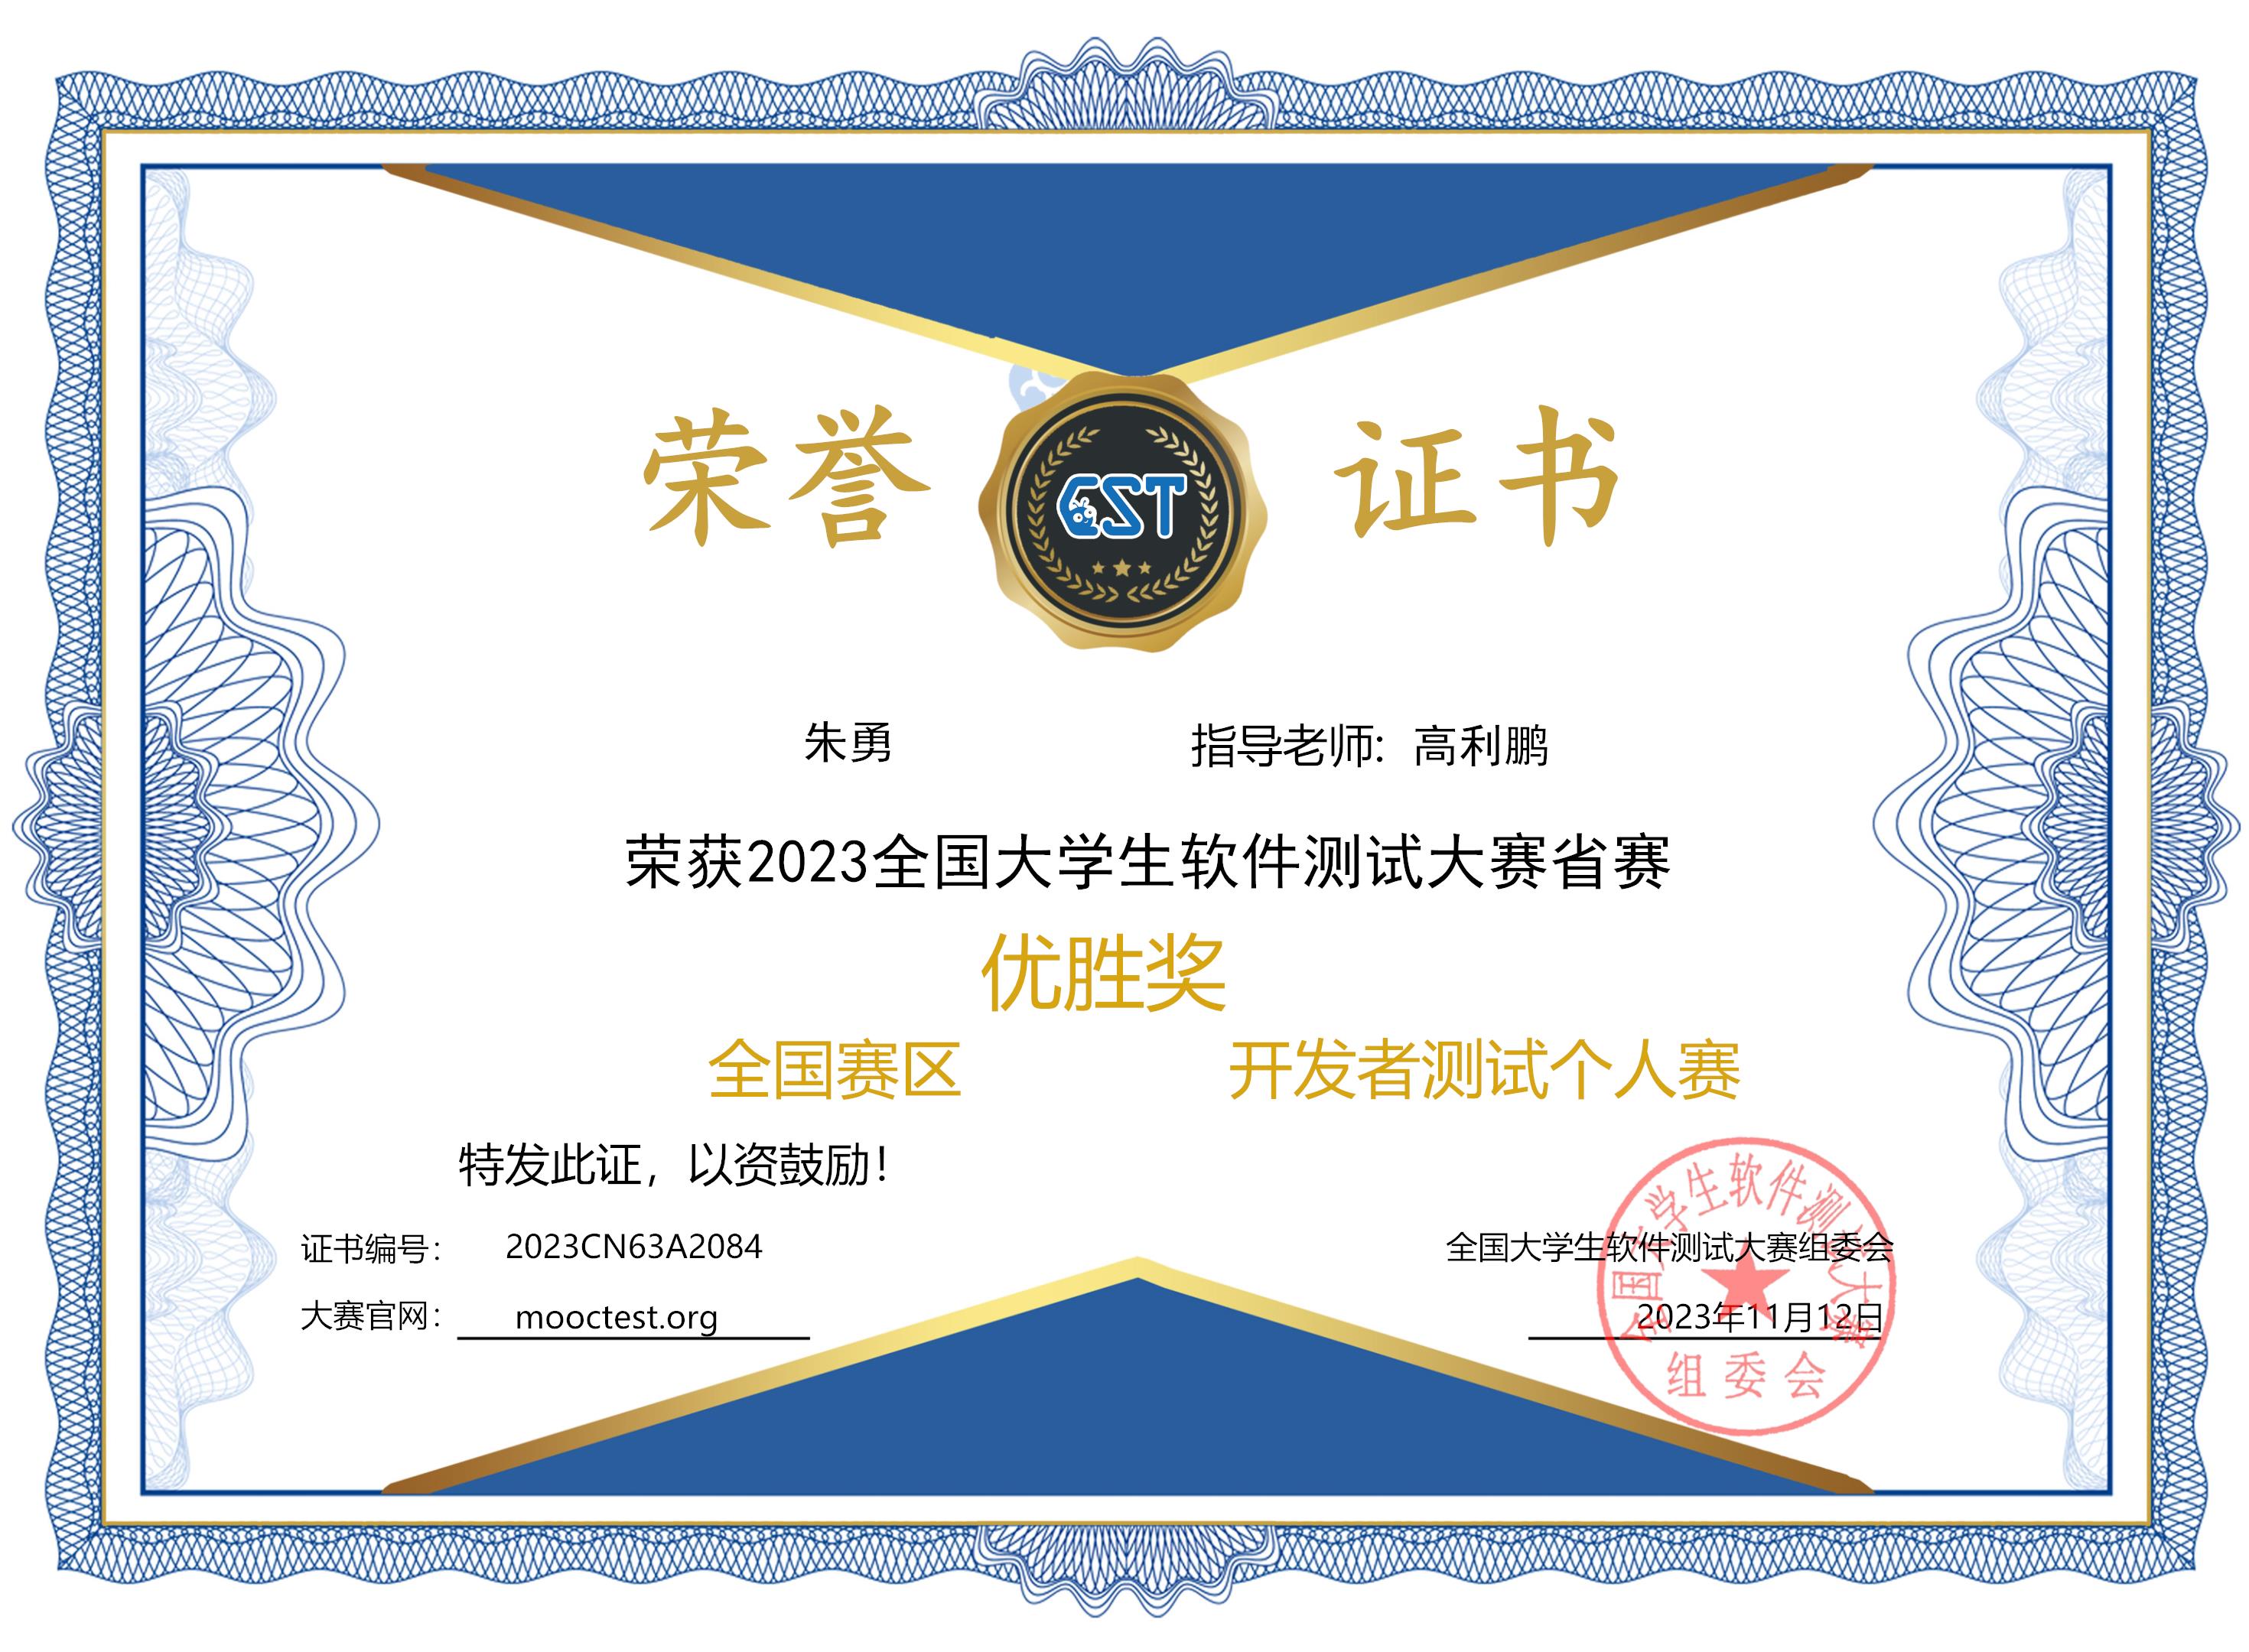 荣誉证书
CST
朱勇 指导老师：高利鹏
荣获2023全国大学生软件测试大赛省赛
优胜奖
全国赛区 开发者测试个人赛
特发此证，以资鼓励！
证书编号： 2023CN63A2084
大赛官网： mooctest.org
全国大学生软件测试大赛组委会
2023年11月12日
全国大学生软件测试大赛
组委会